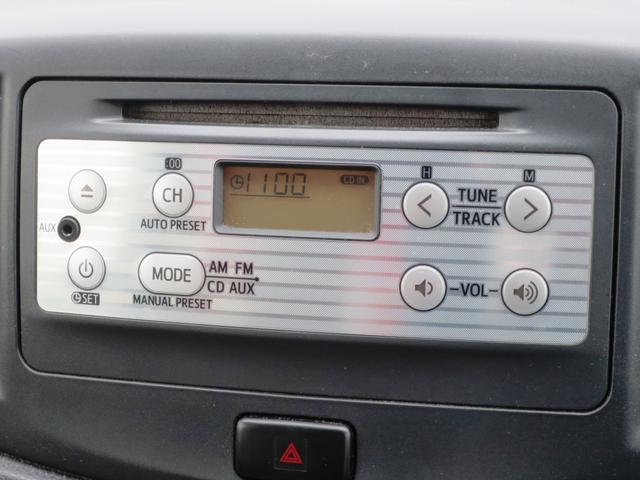 :00
H
M
CH
1100
CD IN
TUNE
TRACK
AUX
AUTO PRESET
MODE
AM FM
CD AUX
VOL
SET
MANUAL PRESET